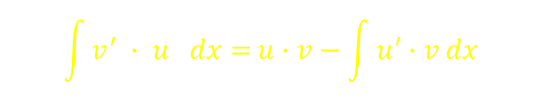 ∫ v′ · u dx = u · v − ∫ u′ · v dx